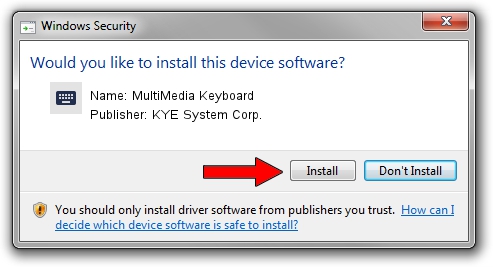 Windows Security
Would you like to install this device software?
Name: MultiMedia Keyboard
Publisher: KYE System Corp.
Install
Don't Install
You should only install driver software from publishers you trust. How can I
decide which device software is safe to install?